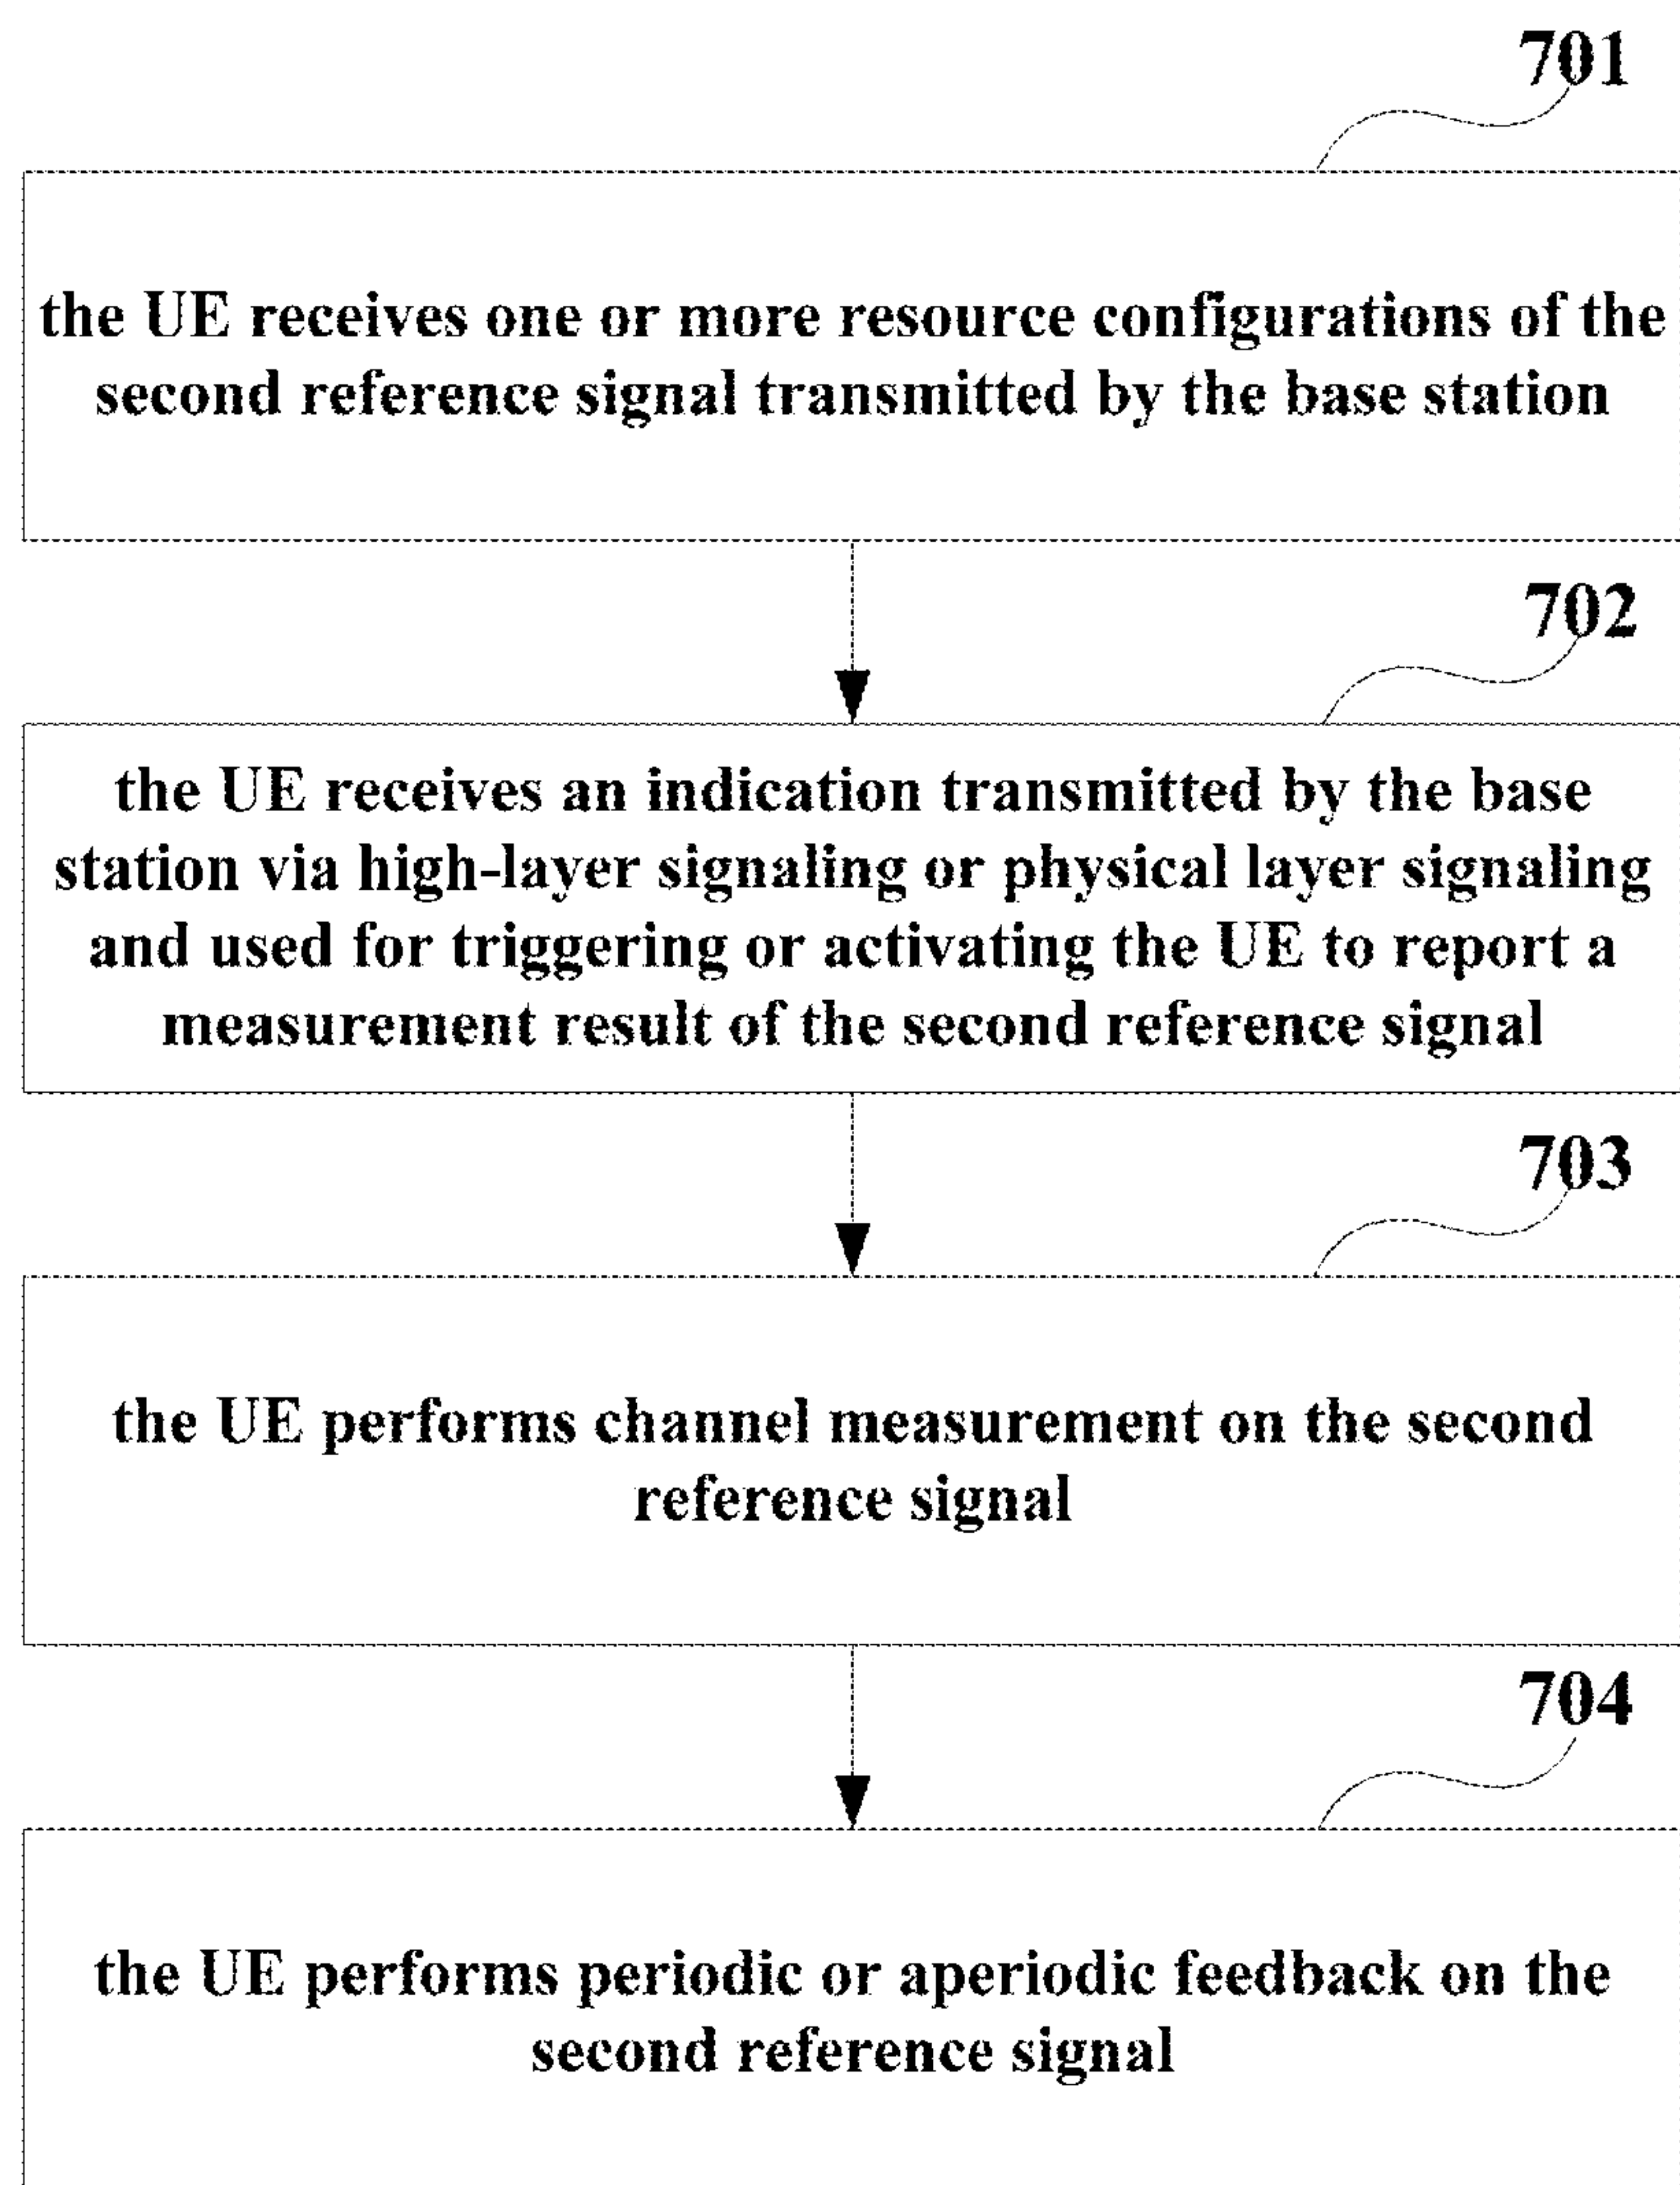 701
the UE receives one or more resource configurations of the
second reference signal transmitted by the base station
702
the UE receives an indication transmitted by the base
station via high-layer signaling or physical layer signaling
and used for triggering or activating the UE to report a
measurement result of the second reference signal
703
the UE performs channel measurement on the second
reference signal
704
the UE performs periodic or aperiodic feedback on the
second reference signal